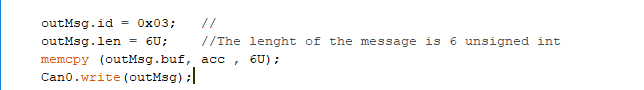 outMsg.id = 0x03;   //
outMsg.len = 6U;    //The lenght of the message is 6 unsigned int
memcpy (outMsg.buf, acc , 6U);
Can0.write(outMsg);